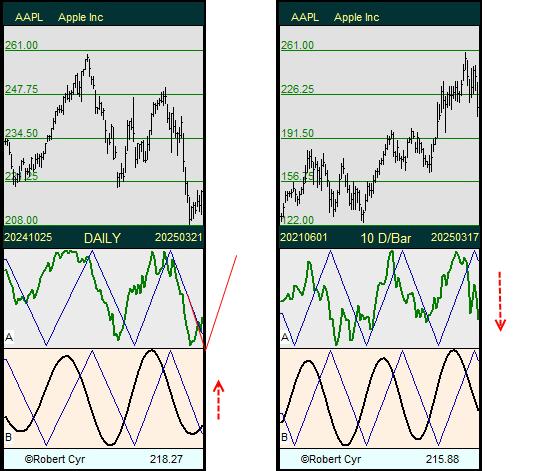 AAPL Apple Inc
261.00
247.75
234.50
221.25
208.00
20241025 DAILY 20250321
A
B
©Robert Cyr 218.27
AAPL Apple Inc
261.00
226.25
191.50
156.75
122.00
20210601 10 D/Bar 20250317
A
B
©Robert Cyr 215.88